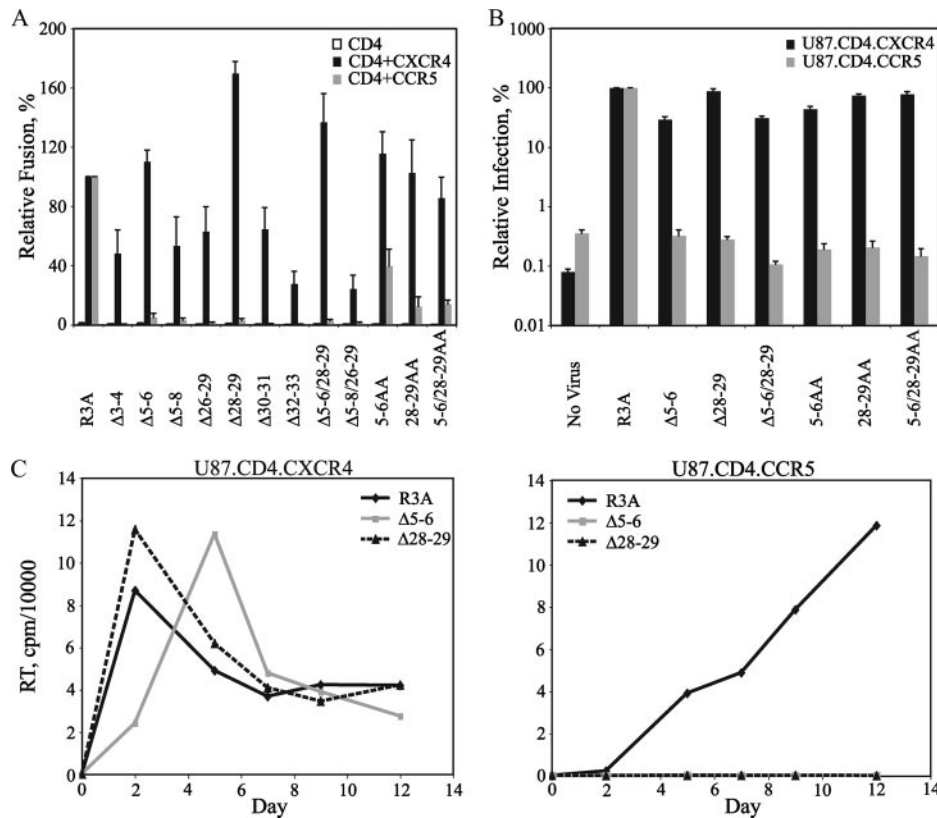 A
Relative Fusion, %
200
160
120
80
40
0
CD4
CD4+CXCR4
CD4+CCR5
R3A
Δ3-4
Δ5-6
Δ5-8
Δ26-29
Δ28-29
Δ30-31
Δ32-33
Δ5-6/28-29
Δ5-8/26-29
5-6AA
28-29AA
5-6/28-29AA
B
Relative Infection, %
1000
100
10
1
0.1
0.01
U87.CD4.CXCR4
U87.CD4.CCR5
No Virus
R3A
Δ5-6
Δ28-29
Δ5-6/28-29
5-6AA
28-29AA
5-6/28-29AA
C
U87.CD4.CXCR4
RT, cpm/10000
14
12
10
8
6
4
2
0
R3A
Δ5-6
Δ28-29
0 2 4 6 8 10 12 14
Day
U87.CD4.CCR5
14
12
10
8
6
4
2
0
R3A
Δ5-6
Δ28-29
0 2 4 6 8 10 12 14
Day